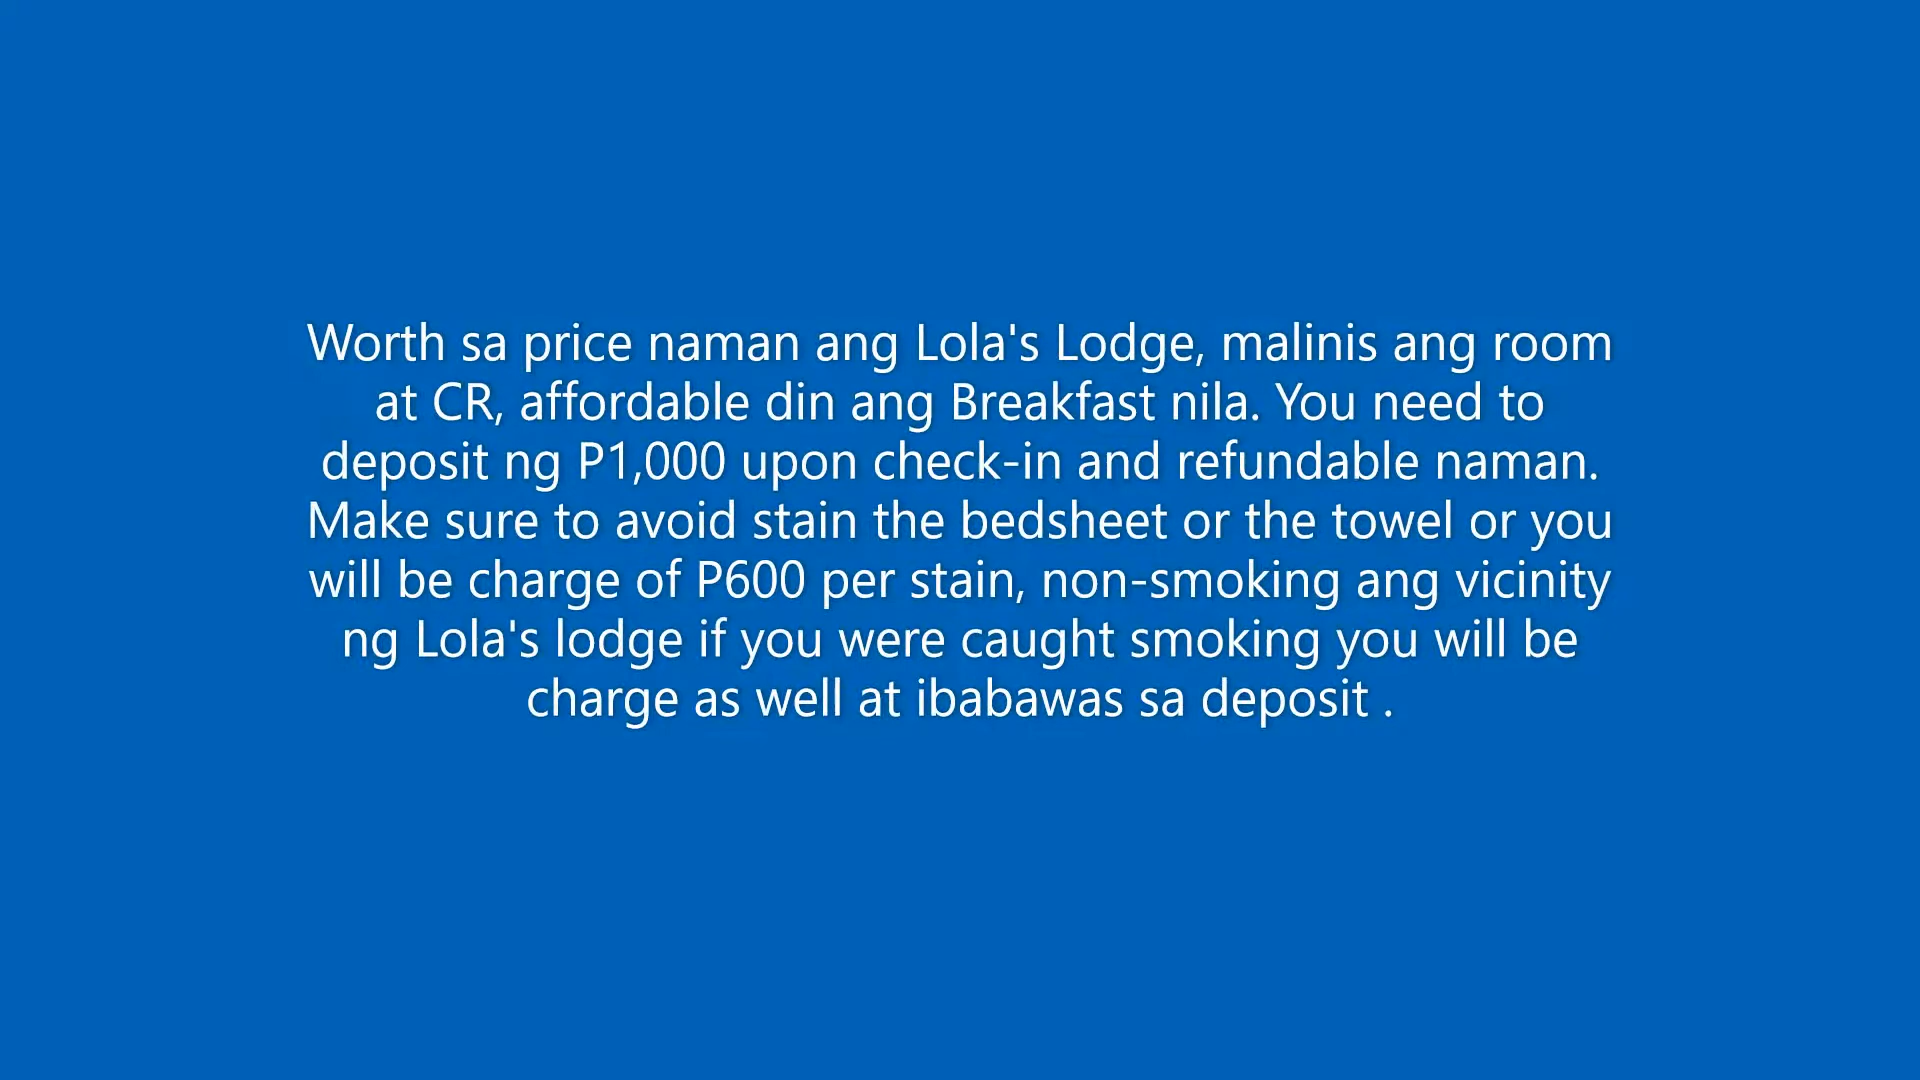 Worth sa price naman ang Lola's Lodge, malinis ang room
at CR, affordable din ang Breakfast nila. You need to
deposit ng P1,000 upon check-in and refundable naman.
Make sure to avoid stain the bedsheet or the towel or you
will be charge of P600 per stain, non-smoking ang vicinity
ng Lola's lodge if you were caught smoking you will be
charge as well at ibabawas sa deposit .